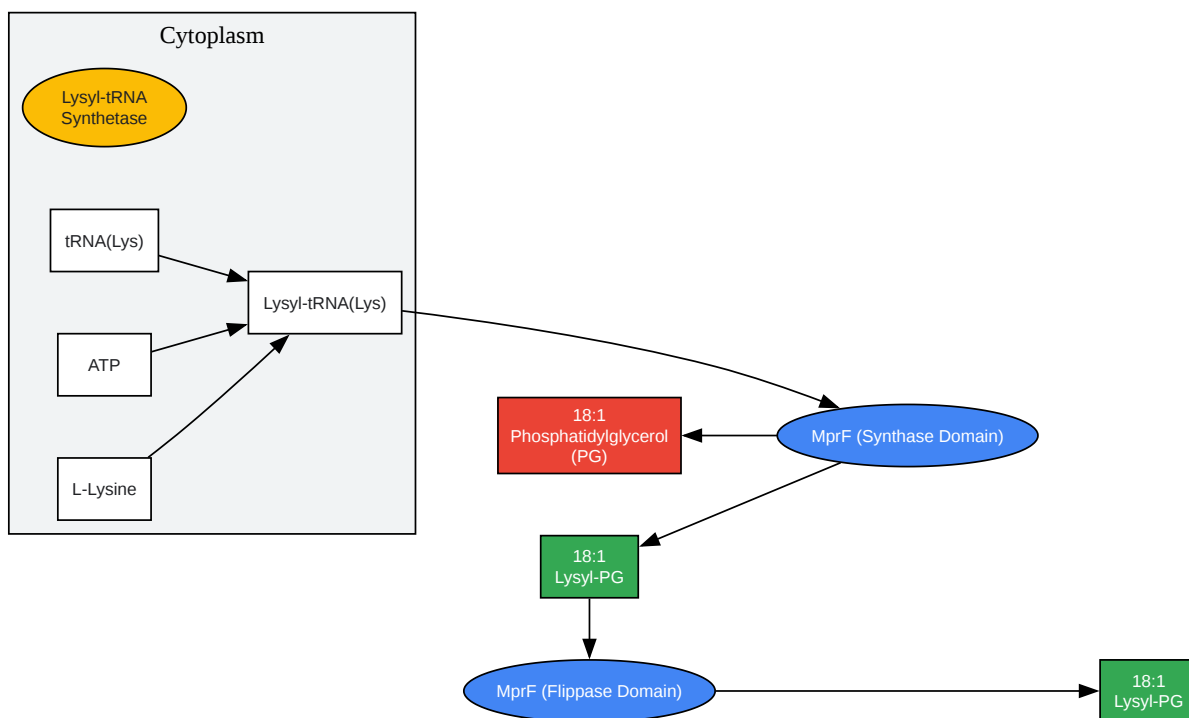 Cytoplasm
Lysyl-tRNA
Synthetase
tRNA(Lys)
Lysyl-tRNA(Lys)
ATP
L-Lysine
18:1
Phosphatidylglycerol
(PG)
MprF (Synthase Domain)
18:1
Lysyl-PG
MprF (Flippase Domain)
18:1
Lysyl-PG